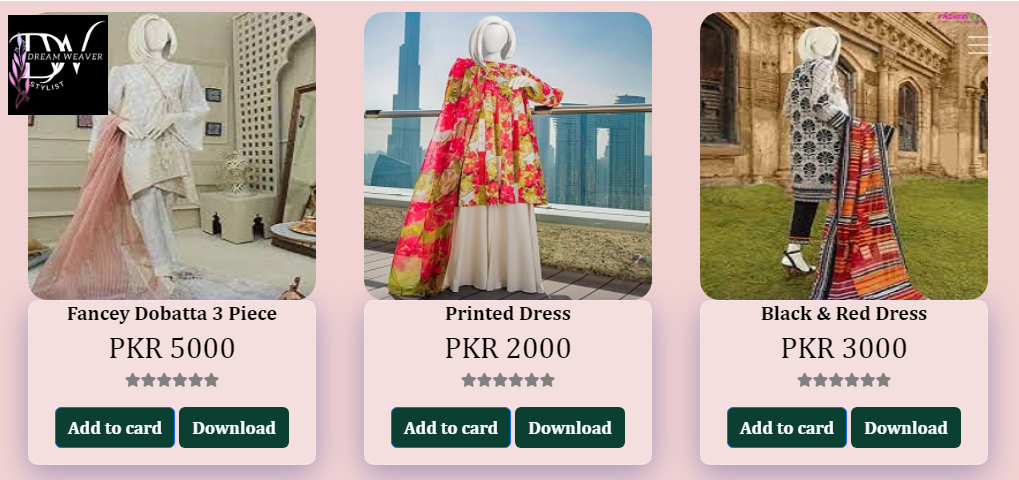 DW
DREAM WEAVER
STYLIST
Fancey Dobatta 3 Piece
PKR 5000
Add to card Download
Printed Dress
PKR 2000
Add to card Download
Black & Red Dress
PKR 3000
Add to card Download